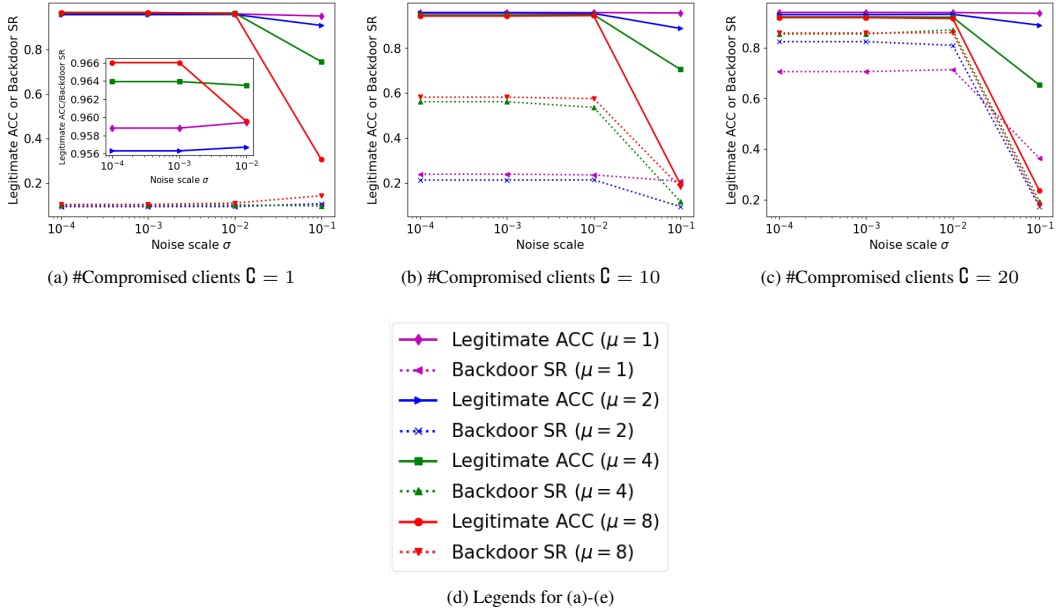 Legitimate ACC or Backdoor SR
0.8
0.6
0.4
0.2
Legitimate ACC/Backdoor SR
0.966
0.964
0.962
0.960
0.958
0.956
10⁻⁴
10⁻³
10⁻²
Noise scale σ
10⁻⁴
10⁻³
10⁻²
10⁻¹
Noise scale σ
(a) #Compromised clients C = 1
Legitimate ACC or Backdoor SR
0.8
0.6
0.4
0.2
10⁻⁴
10⁻³
10⁻²
10⁻¹
Noise scale
(b) #Compromised clients C = 10
Legitimate ACC or Backdoor SR
0.8
0.6
0.4
0.2
10⁻⁴
10⁻³
10⁻²
10⁻¹
Noise scale σ
(c) #Compromised clients C = 20
Legitimate ACC (μ = 1)
Backdoor SR (μ = 1)
Legitimate ACC (μ = 2)
Backdoor SR (μ = 2)
Legitimate ACC (μ = 4)
Backdoor SR (μ = 4)
Legitimate ACC (μ = 8)
Backdoor SR (μ = 8)
(d) Legends for (a)-(e)